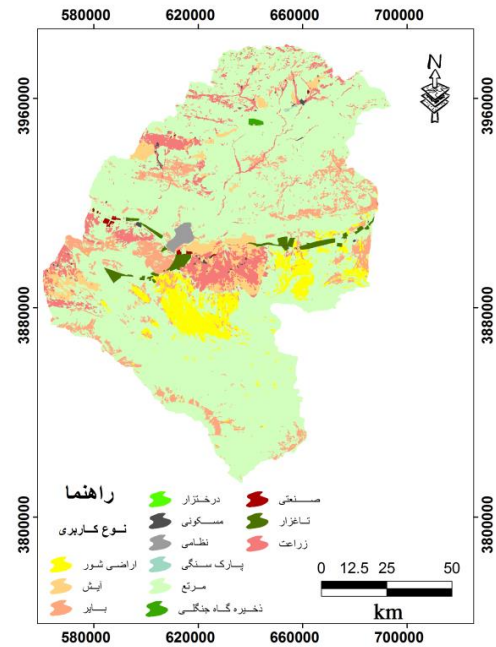 580000 620000 660000 700000
N
3960000 3960000
3880000 3880000
3800000 3800000
راهنما
نوع کاربری
اراضی شور
آیش
بایر
درختزار
مسکونی
نظامی
پارک سنگی
مرتع
ذخیره گاه جنگلی
صنعتی
تاغزار
زراعت
0 12.5 25 50
km
580000 620000 660000 700000